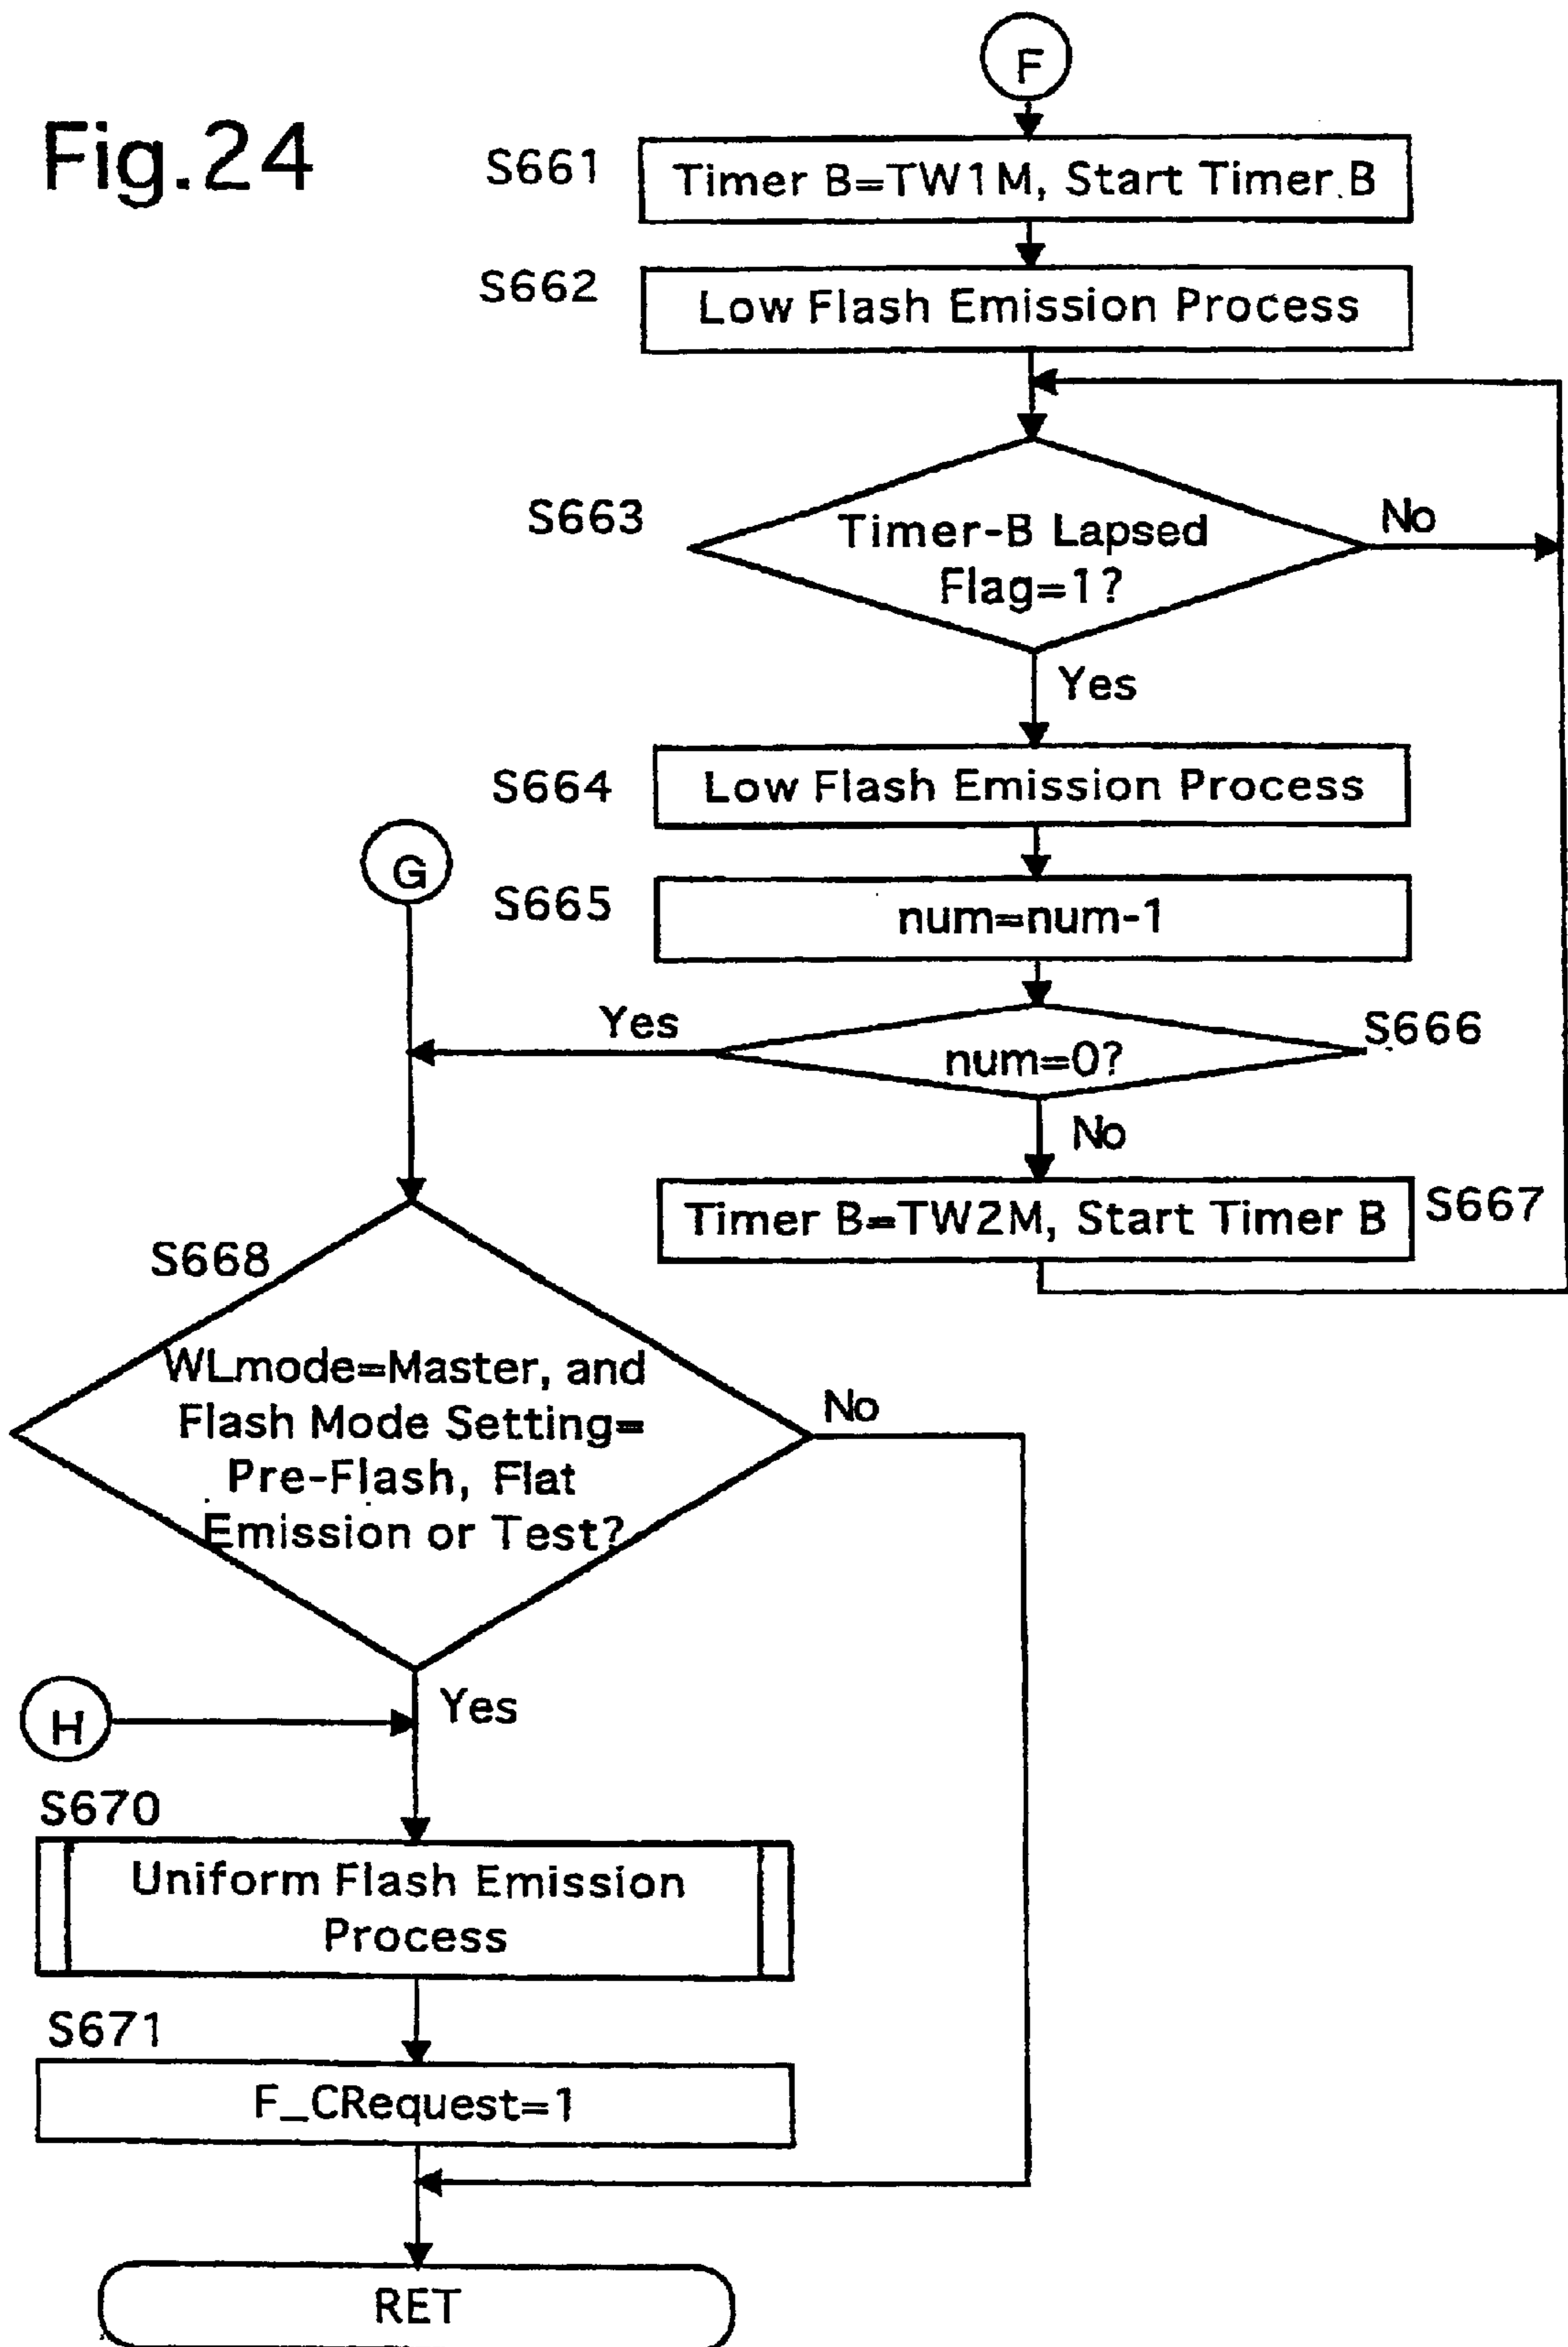 Fig.24
F
S661
Timer B=TW1M, Start Timer B
S662
Low Flash Emission Process
S663
Timer-B Lapsed
Flag=1?
No
Yes
S664
Low Flash Emission Process
G
S665
num=num-1
Yes
num=0?
S666
No
Timer B=TW2M, Start Timer B
S667
S668
WLmode=Master, and
Flash Mode Setting=
Pre-Flash, Flat
Emission or Test?
No
Yes
H
S670
Uniform Flash Emission
Process
S671
F_CRequest=1
RET